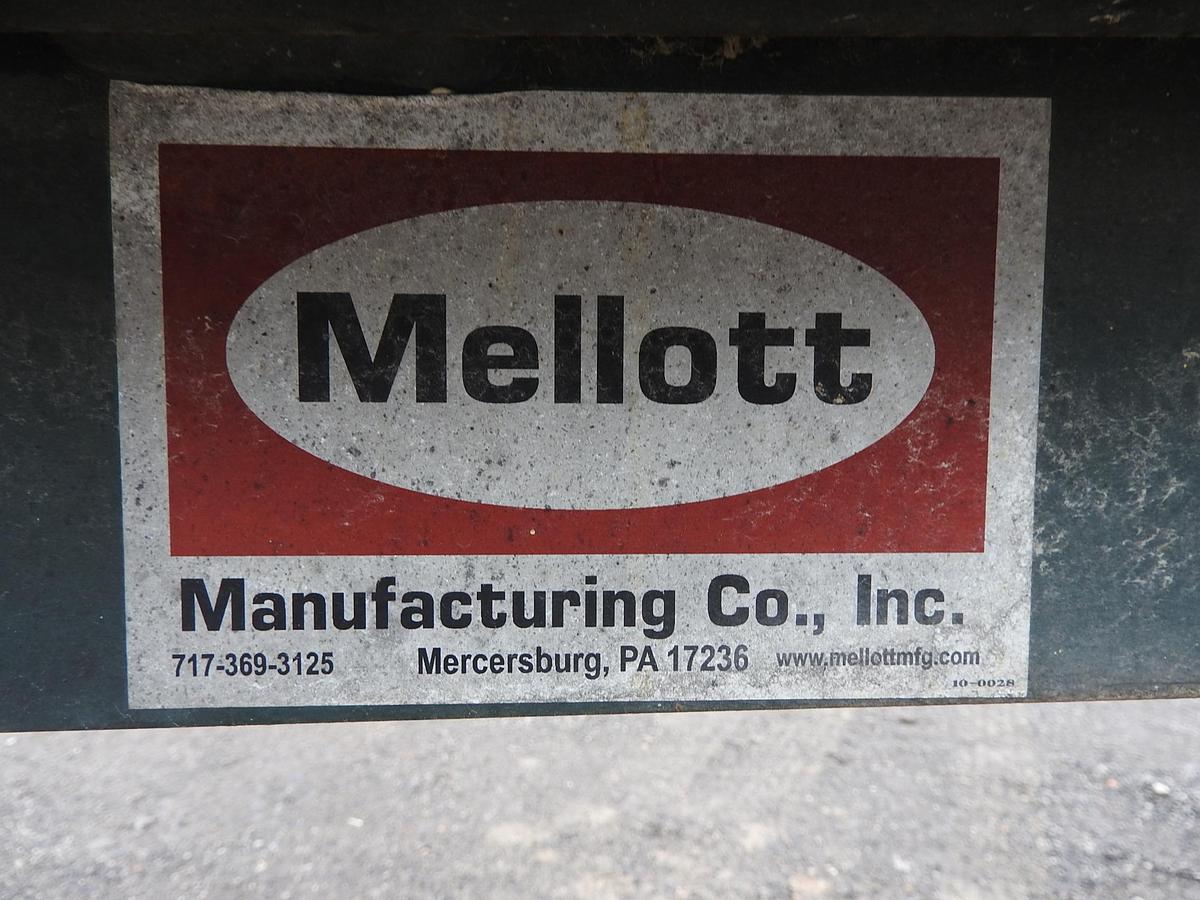 Mellott
Manufacturing Co., Inc.
717-369-3125 Mercersburg, PA 17236 www.mellottmfg.com
10-0028